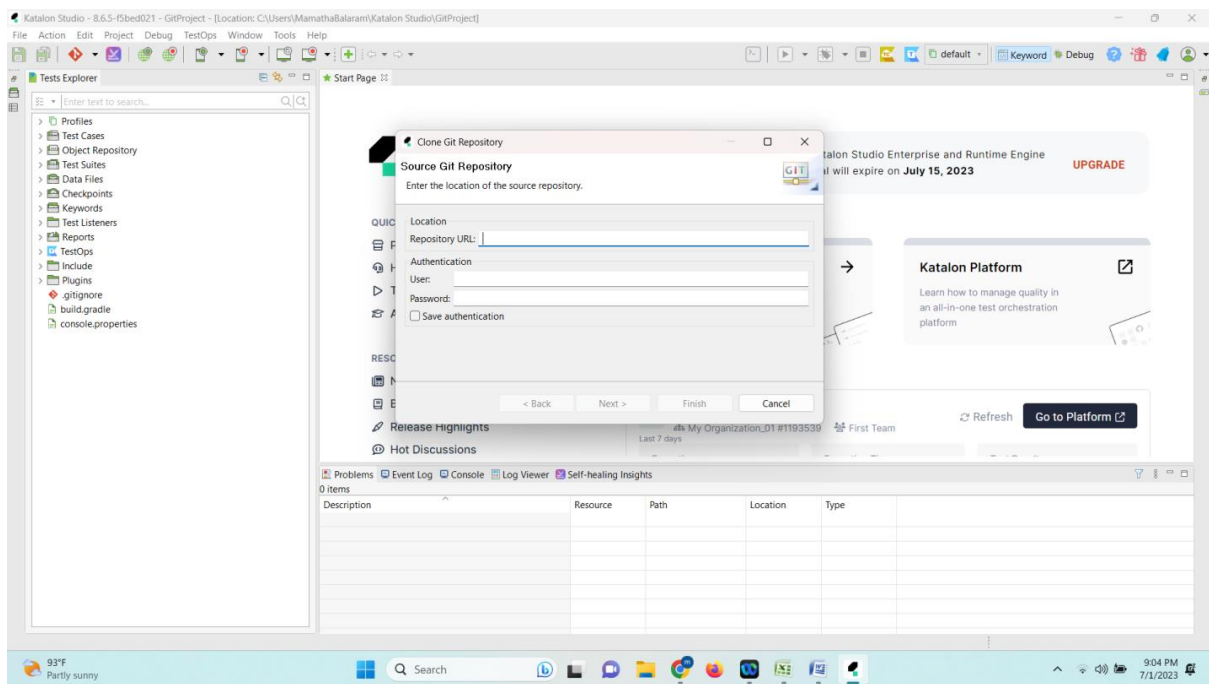 Katalon Studio - 8.6.5-f5bed021 - GitProject - [Location: C:\Users\MamathaBalaram\Katalon Studio\GitProject]
File Action Edit Project Debug TestOps Window Tools Help
default
Keyword
Debug
Tests Explorer
Enter text to search...
Profiles
Test Cases
Object Repository
Test Suites
Data Files
Checkpoints
Keywords
Test Listeners
Reports
TestOps
Include
Plugins
.gitignore
build.gradle
console.properties
Start Page
talon Studio Enterprise and Runtime Engine
al will expire on July 15, 2023
UPGRADE
QUIC
RESC
Release Highlights
Hot Discussions
Katalon Platform
Learn how to manage quality in
an all-in-one test orchestration
platform
My Organization_01 #1193539
First Team
Last 7 days
Refresh
Go to Platform
Clone Git Repository
Source Git Repository
Enter the location of the source repository.
GIT
Location
Repository URL:
Authentication
User:
Password:
Save authentication
< Back
Next >
Finish
Cancel
Problems Event Log Console Log Viewer Self-healing Insights
0 items
Description Resource Path Location Type
93°F
Partly sunny
Search
9:04 PM
7/1/2023